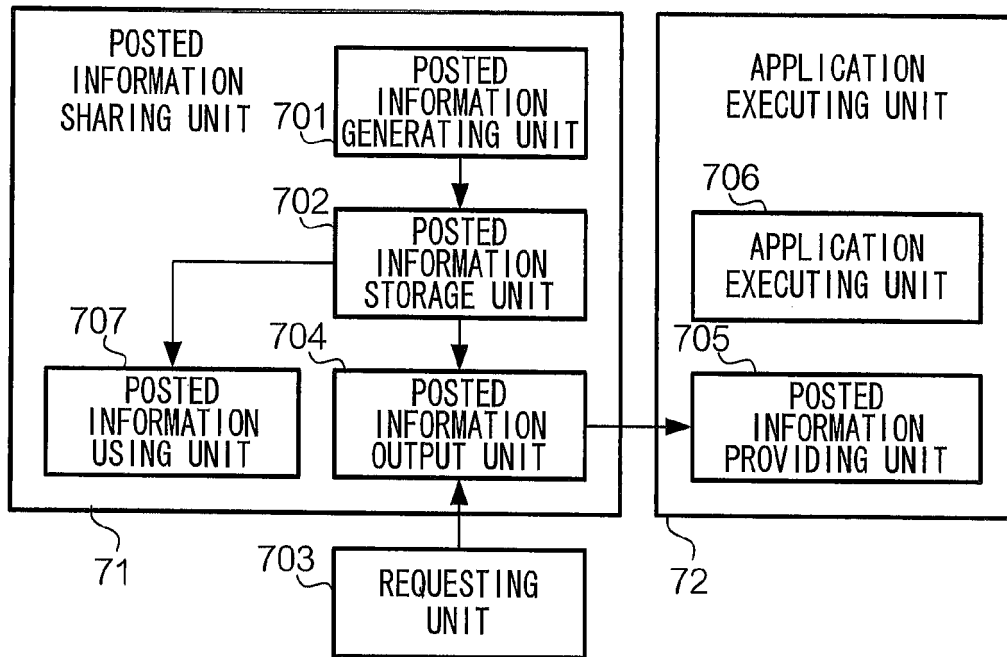 POSTED
INFORMATION
SHARING UNIT
701
POSTED
INFORMATION
GENERATING UNIT
702
POSTED
INFORMATION
STORAGE UNIT
707
POSTED
INFORMATION
USING UNIT
704
POSTED
INFORMATION
OUTPUT UNIT
71
703
REQUESTING
UNIT
APPLICATION
EXECUTING UNIT
706
APPLICATION
EXECUTING UNIT
705
POSTED
INFORMATION
PROVIDING UNIT
72